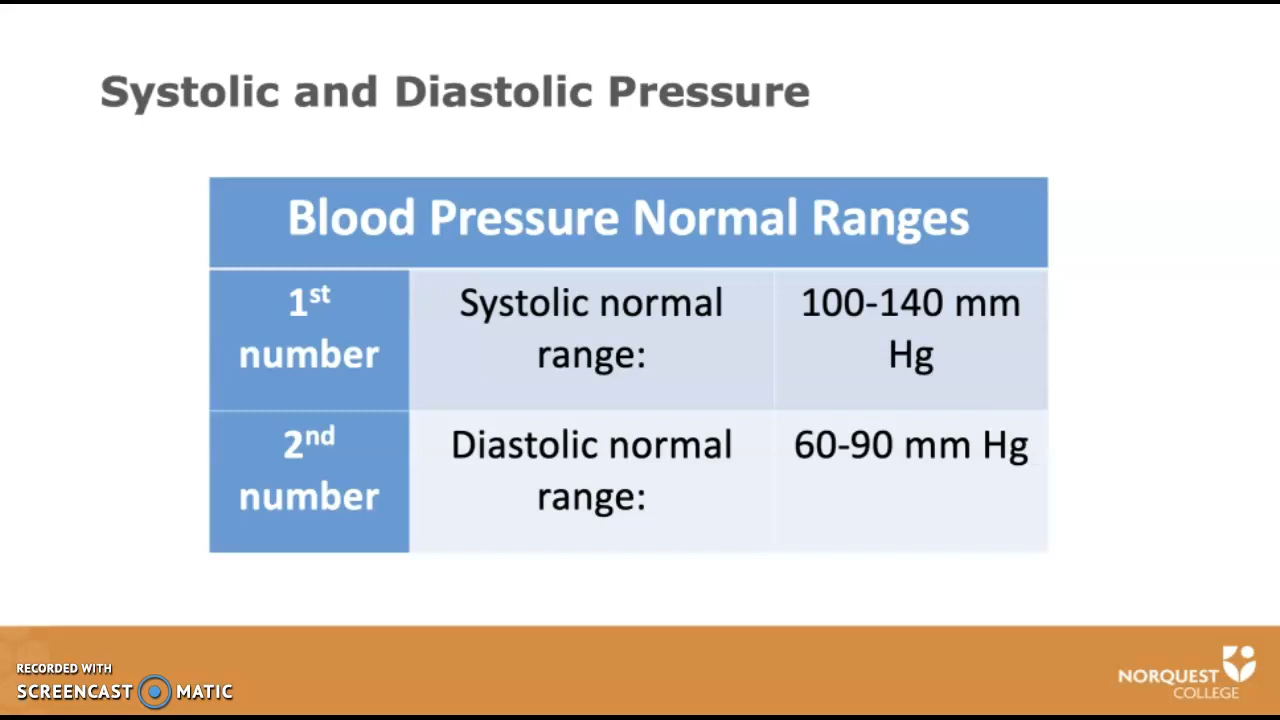 Systolic and Diastolic Pressure
Blood Pressure Normal Ranges
1st
number
Systolic normal
range:
100-140 mm
Hg
2nd
number
Diastolic normal
range:
60-90 mm Hg
RECORDED WITH
SCREENCAST MATIC
NORQUEST
COLLEGE